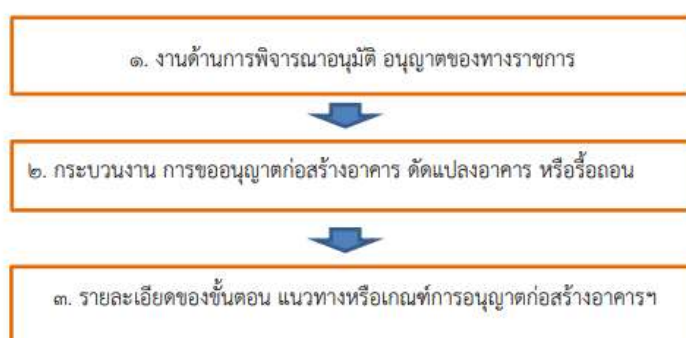 ๑. งานด้านการพิจารณาอนุมัติ อนุญาตของทางราชการ
๒. กระบวนงาน การขออนุญาตก่อสร้างอาคาร ดัดแปลงอาคาร หรือรื้อถอน
๓. รายละเอียดของขั้นตอน แนวทางหรือเกณฑ์การอนุญาตก่อสร้างอาคารฯ